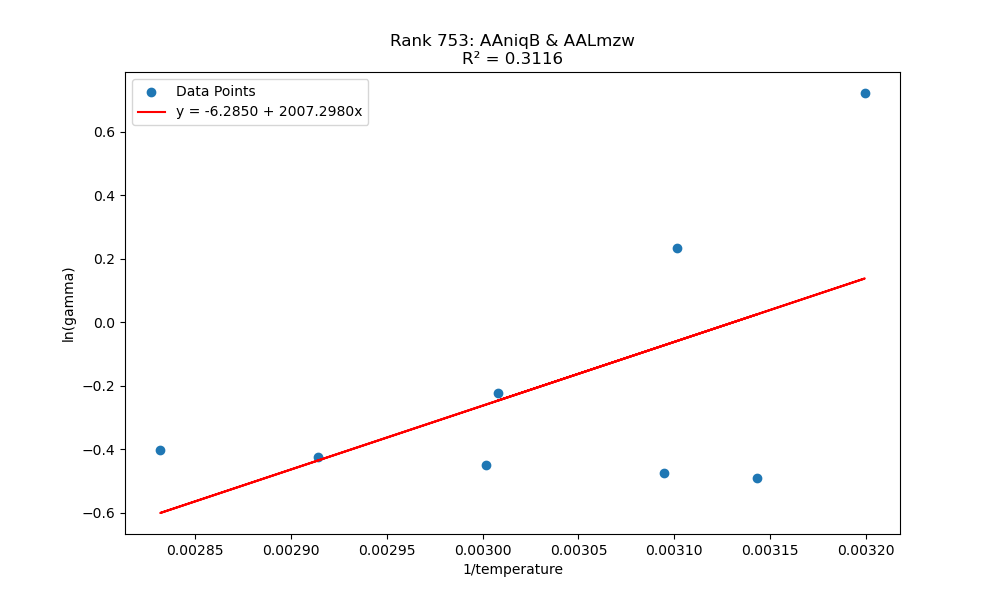 Rank 753: AAniqB & AALmzw
R² = 0.3116
Data Points
y = -6.2850 + 2007.2980x
0.6
0.4
0.2
0.0
−0.2
−0.4
−0.6
ln(gamma)
0.00285
0.00290
0.00295
0.00300
0.00305
0.00310
0.00315
0.00320
1/temperature